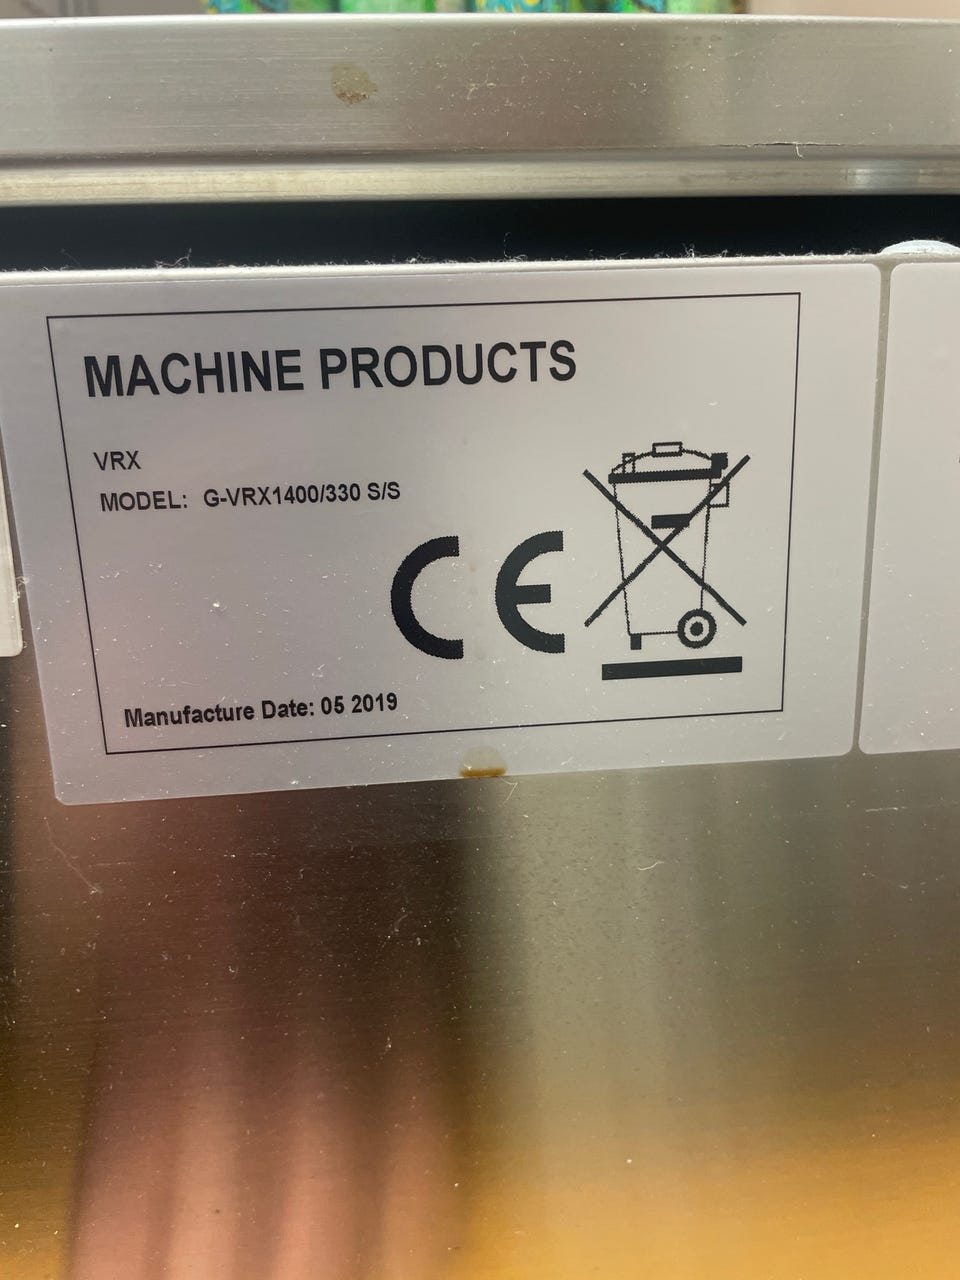 MACHINE PRODUCTS
VRX
MODEL: G-VRX1400/330 S/S
CE
Manufacture Date: 05 2019